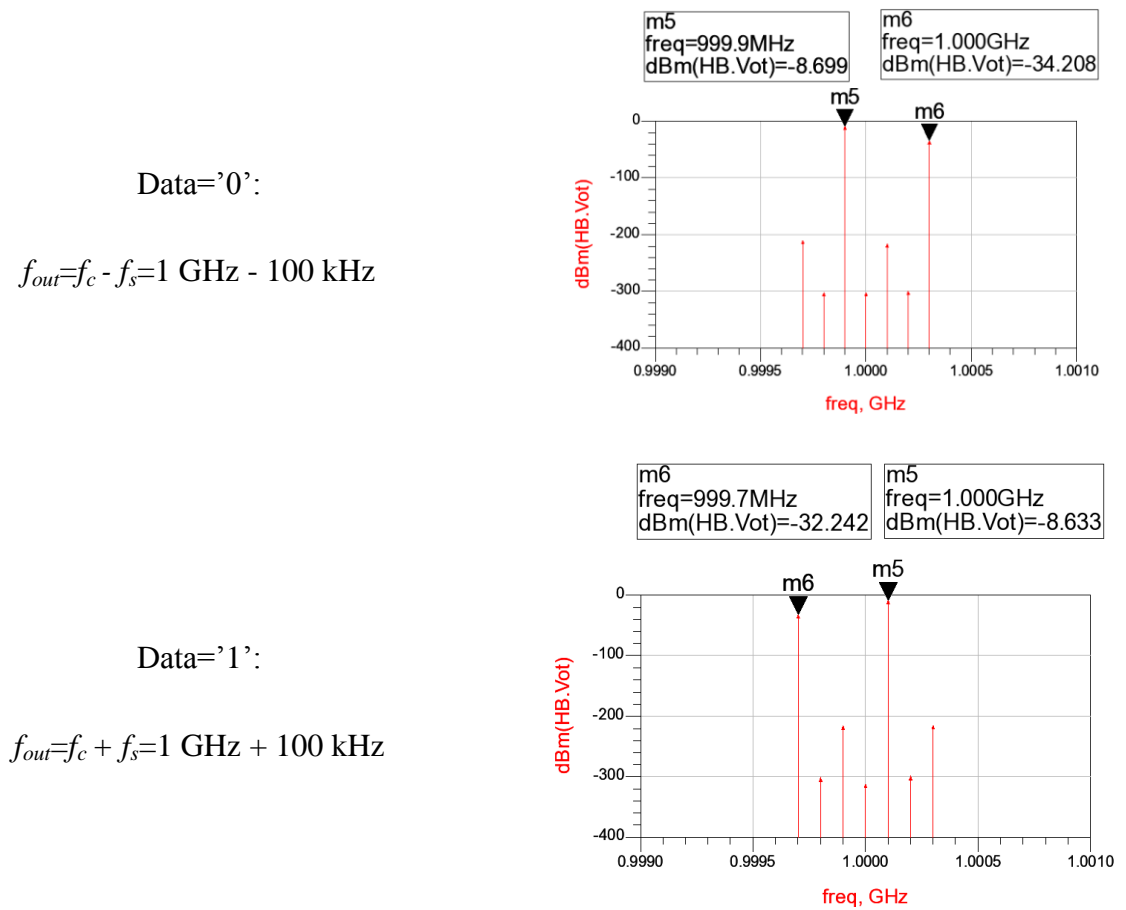 m5
freq=999.9MHz
dBm(HB.Vot)=-8.699
m6
freq=1.000GHz
dBm(HB.Vot)=-34.208
m5
m6
0
-100
-200
-300
-400
dBm(HB.Vot)
0.9990
0.9995
1.0000
1.0005
1.0010
freq, GHz
Data=’0’:
fout=fc - fs=1 GHz - 100 kHz
m6
freq=999.7MHz
dBm(HB.Vot)=-32.242
m5
freq=1.000GHz
dBm(HB.Vot)=-8.633
m6
m5
0
-100
-200
-300
-400
dBm(HB.Vot)
0.9990
0.9995
1.0000
1.0005
1.0010
freq, GHz
Data=’1’:
fout=fc + fs=1 GHz + 100 kHz